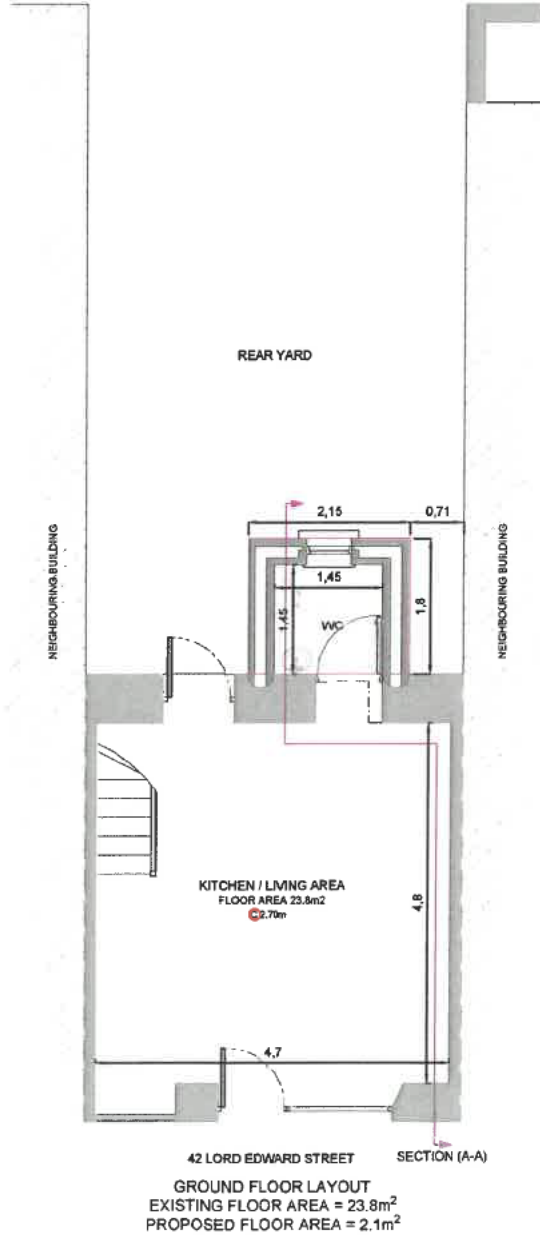 REAR YARD
2,15
0,71
NEIGHBOURING BUILDING
NEIGHBOURING BUILDING
1,45
1,45
1,8
WC
KITCHEN / LIVING AREA
FLOOR AREA 23.8m2
2.70m
4,8
4,7
42 LORD EDWARD STREET
SECTION (A-A)
GROUND FLOOR LAYOUT
EXISTING FLOOR AREA = 23.8m²
PROPOSED FLOOR AREA = 2.1m²